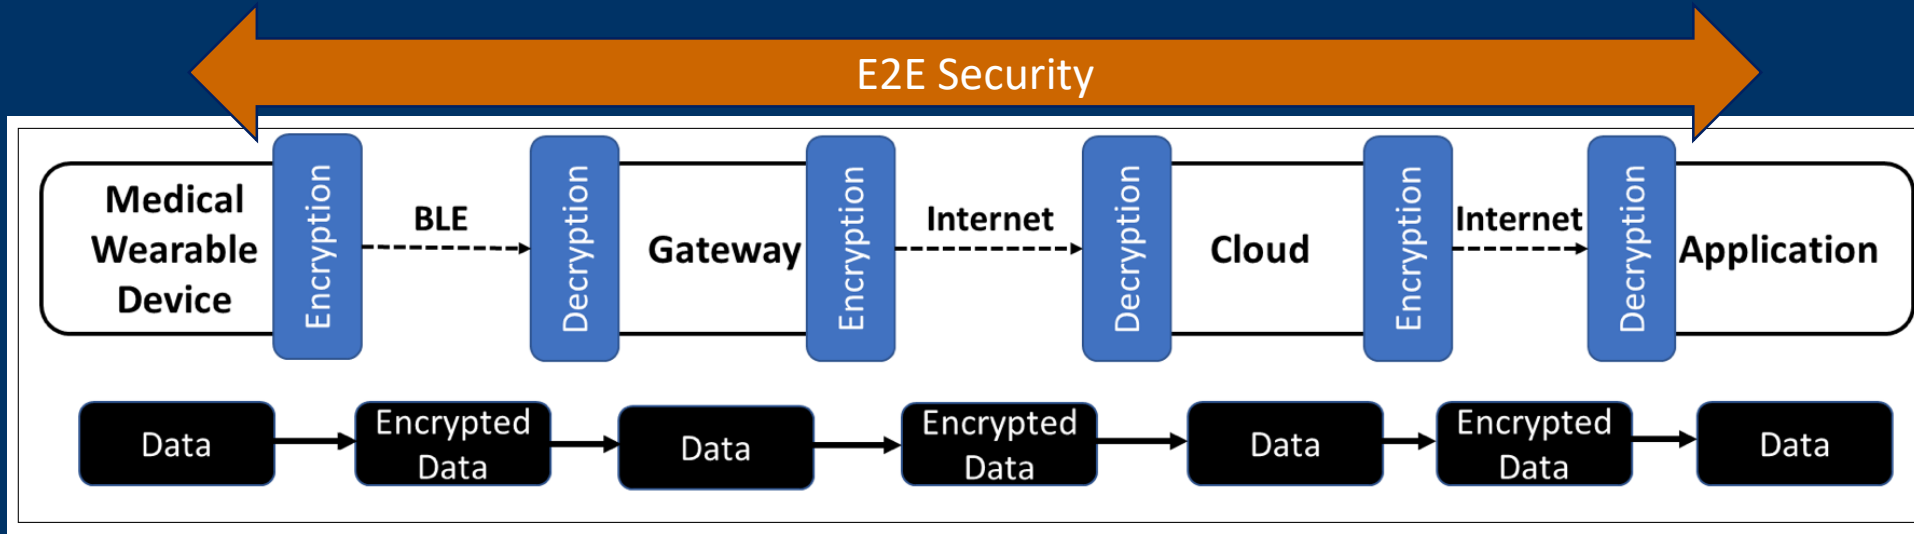 E2E Security
Medical
Wearable
Device
Encryption
BLE
Decryption
Gateway
Encryption
Internet
Decryption
Cloud
Encryption
Internet
Decryption
Application
Data
Encrypted
Data
Data
Encrypted
Data
Data
Encrypted
Data
Data